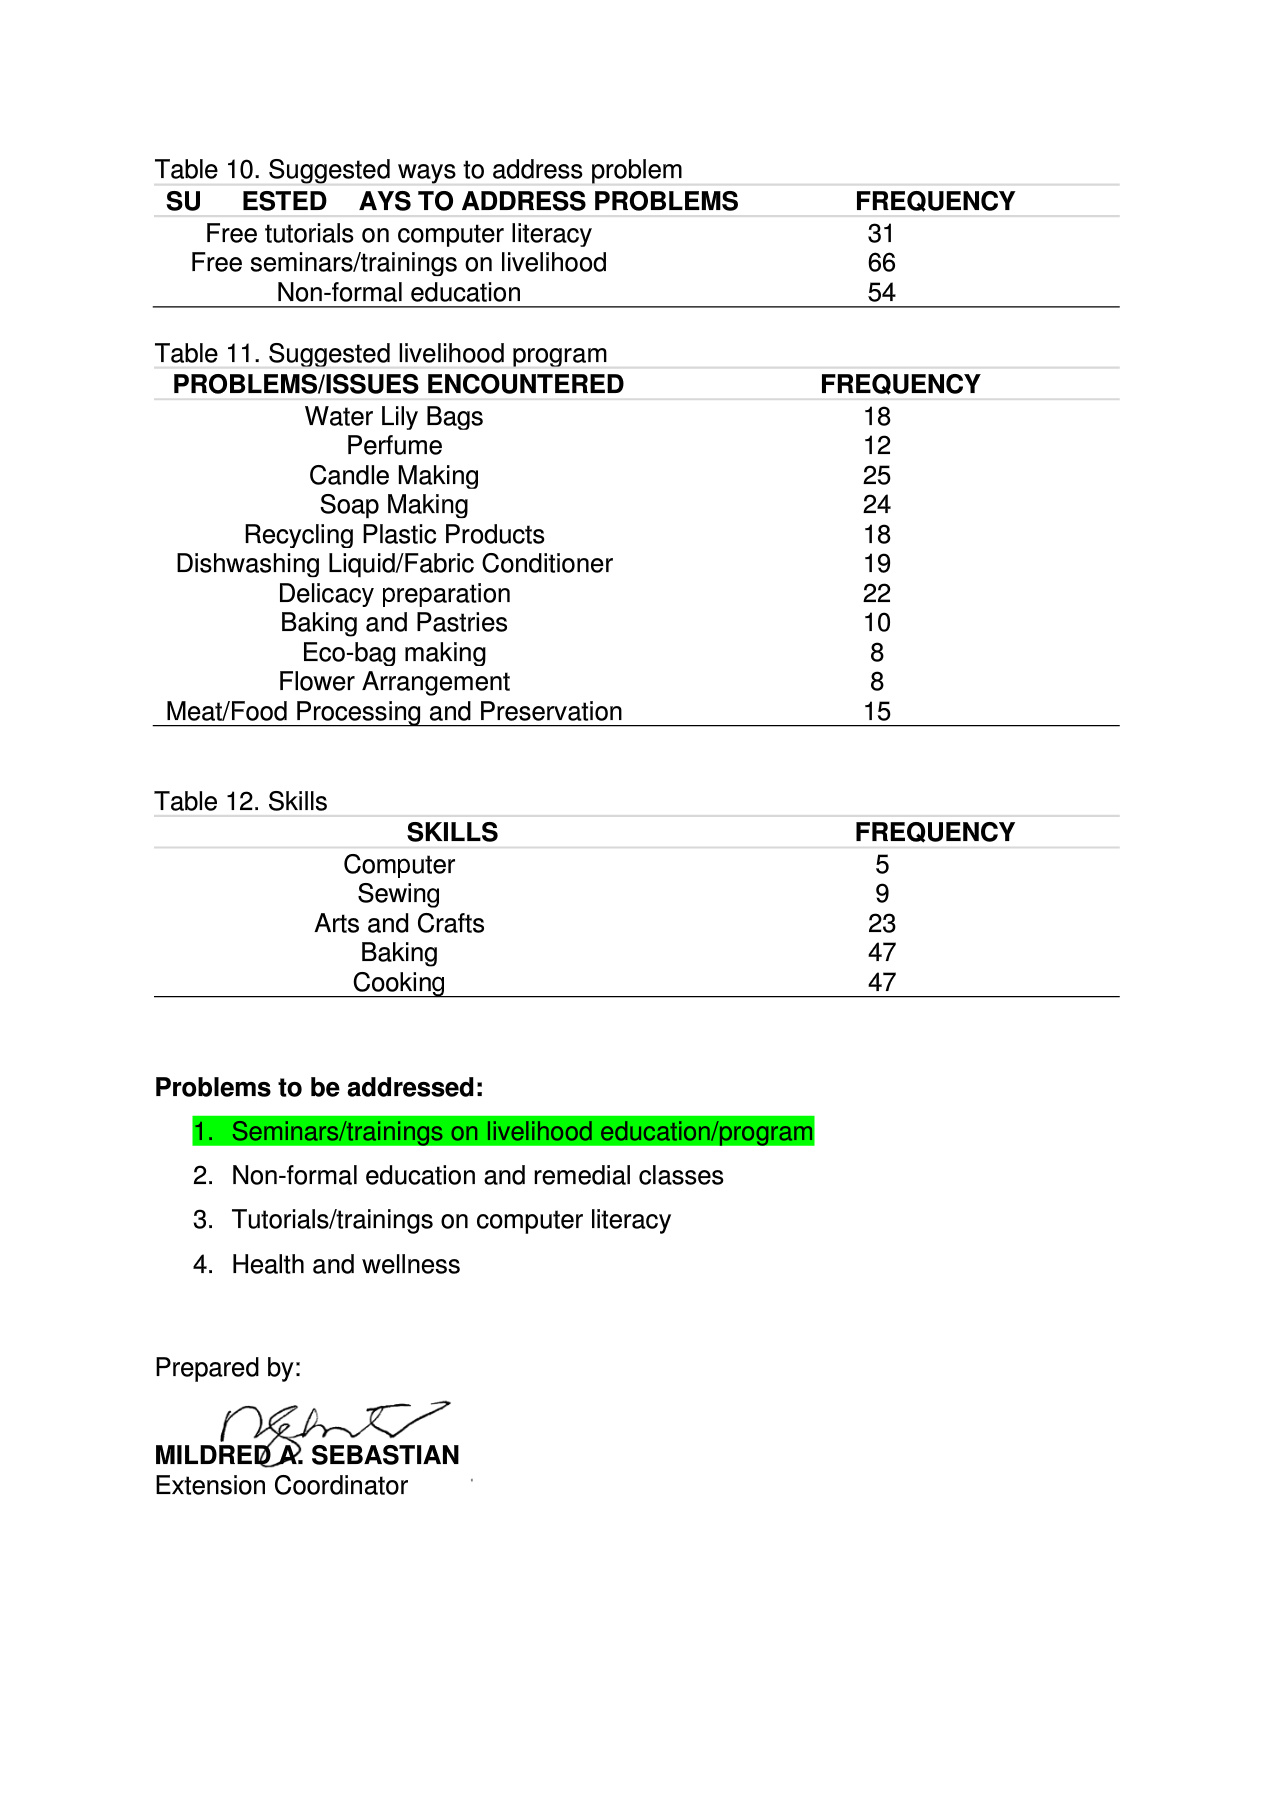 Table 10. Suggested ways to address problem
SU ESTED AYS TO ADDRESS PROBLEMS FREQUENCY
Free tutorials on computer literacy 31
Free seminars/trainings on livelihood 66
Non-formal education 54
Table 11. Suggested livelihood program
PROBLEMS/ISSUES ENCOUNTERED FREQUENCY
Water Lily Bags 18
Perfume 12
Candle Making 25
Soap Making 24
Recycling Plastic Products 18
Dishwashing Liquid/Fabric Conditioner 19
Delicacy preparation 22
Baking and Pastries 10
Eco-bag making 8
Flower Arrangement 8
Meat/Food Processing and Preservation 15
Table 12. Skills
SKILLS FREQUENCY
Computer 5
Sewing 9
Arts and Crafts 23
Baking 47
Cooking 47
Problems to be addressed:
1. Seminars/trainings on livelihood education/program
2. Non-formal education and remedial classes
3. Tutorials/trainings on computer literacy
4. Health and wellness
Prepared by:
MILDRED A. SEBASTIAN
Extension Coordinator